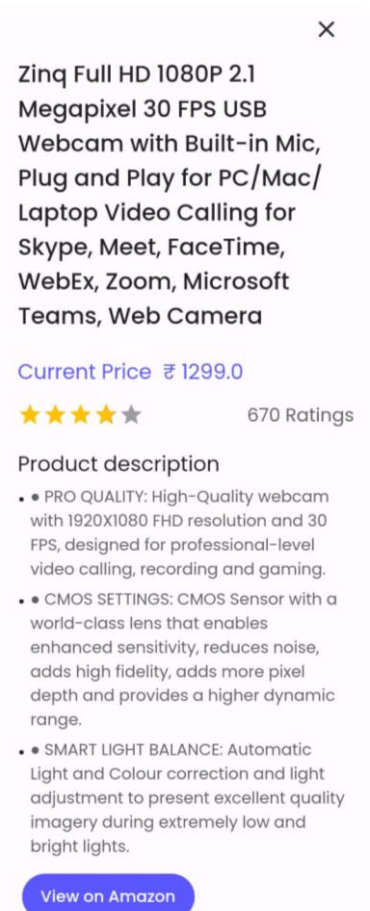 Zinq Full HD 1080P 2.1
Megapixel 30 FPS USB
Webcam with Built-in Mic,
Plug and Play for PC/Mac/
Laptop Video Calling for
Skype, Meet, FaceTime,
WebEx, Zoom, Microsoft
Teams, Web Camera
Current Price ₹ 1299.0
670 Ratings
Product description
• ● PRO QUALITY: High-Quality webcam
with 1920X1080 FHD resolution and 30
FPS, designed for professional-level
video calling, recording and gaming.
• ● CMOS SETTINGS: CMOS Sensor with a
world-class lens that enables
enhanced sensitivity, reduces noise,
adds high fidelity, adds more pixel
depth and provides a higher dynamic
range.
• ● SMART LIGHT BALANCE: Automatic
Light and Colour correction and light
adjustment to present excellent quality
imagery during extremely low and
bright lights.
View on Amazon